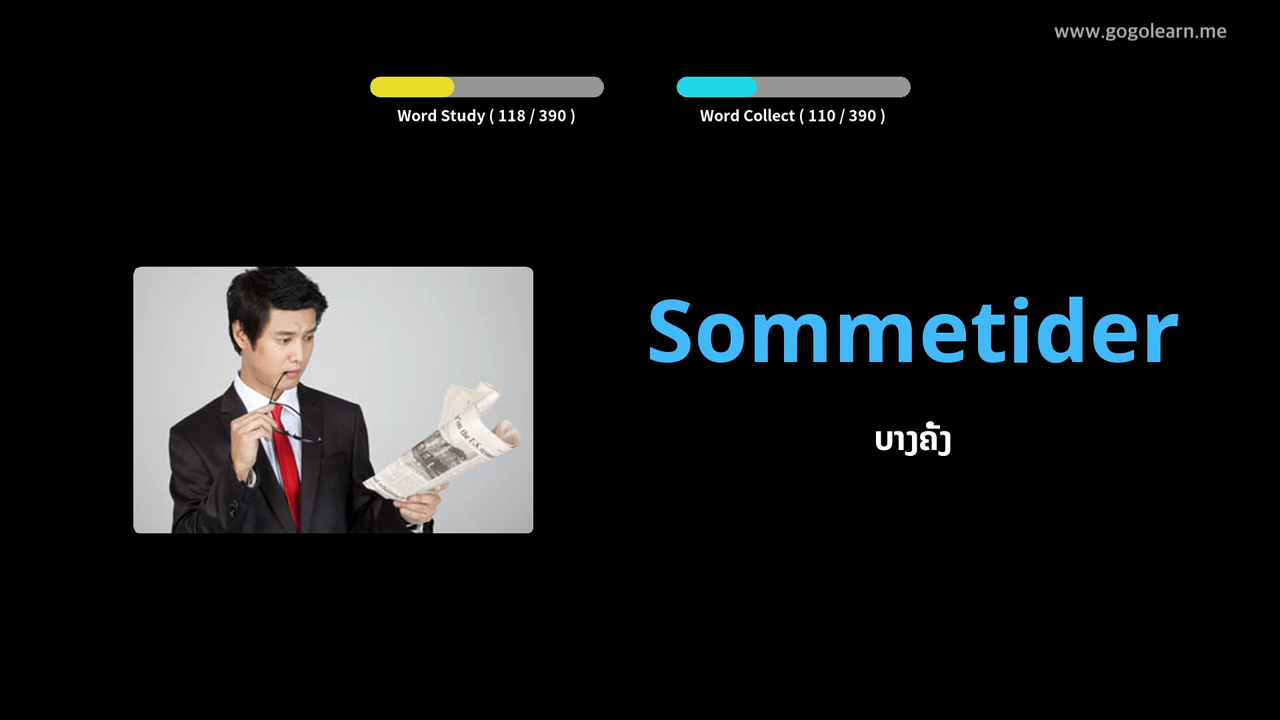 www.gogolearn.me
Word Study ( 118 / 390 )
Word Collect ( 110 / 390 )
Sommetider
ບາງຄັ້ງ